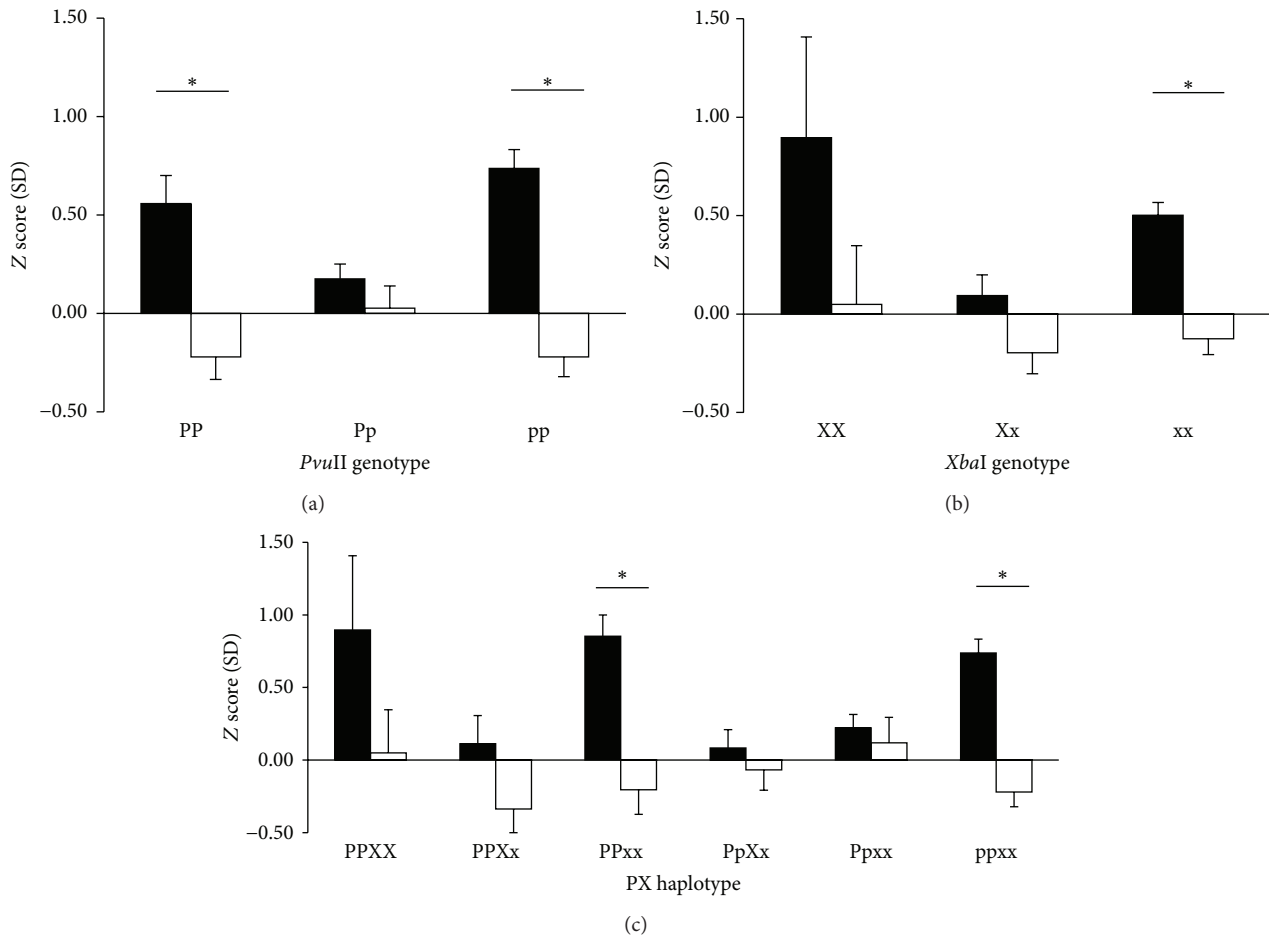 1.50
1.00
0.50
0.00
−0.50
Z score (SD)
*
*
PP Pp pp
PvuII genotype
(a)
1.50
1.00
0.50
0.00
−0.50
Z score (SD)
*
XX Xx xx
XbaI genotype
(b)
1.50
1.00
0.50
0.00
−0.50
Z score (SD)
*
*
PPXX PPXx PPxx PpXx Ppxx ppxx
PX haplotype
(c)